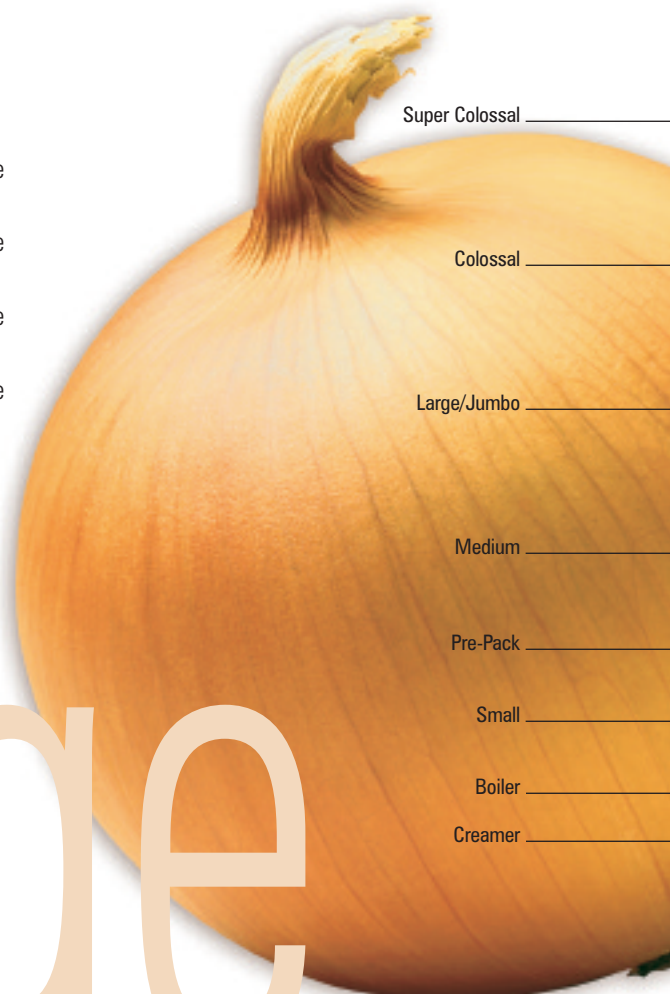 Super Colossal
Colossal
Large/Jumbo
Medium
Pre-Pack
Small
Boiler
Creamer